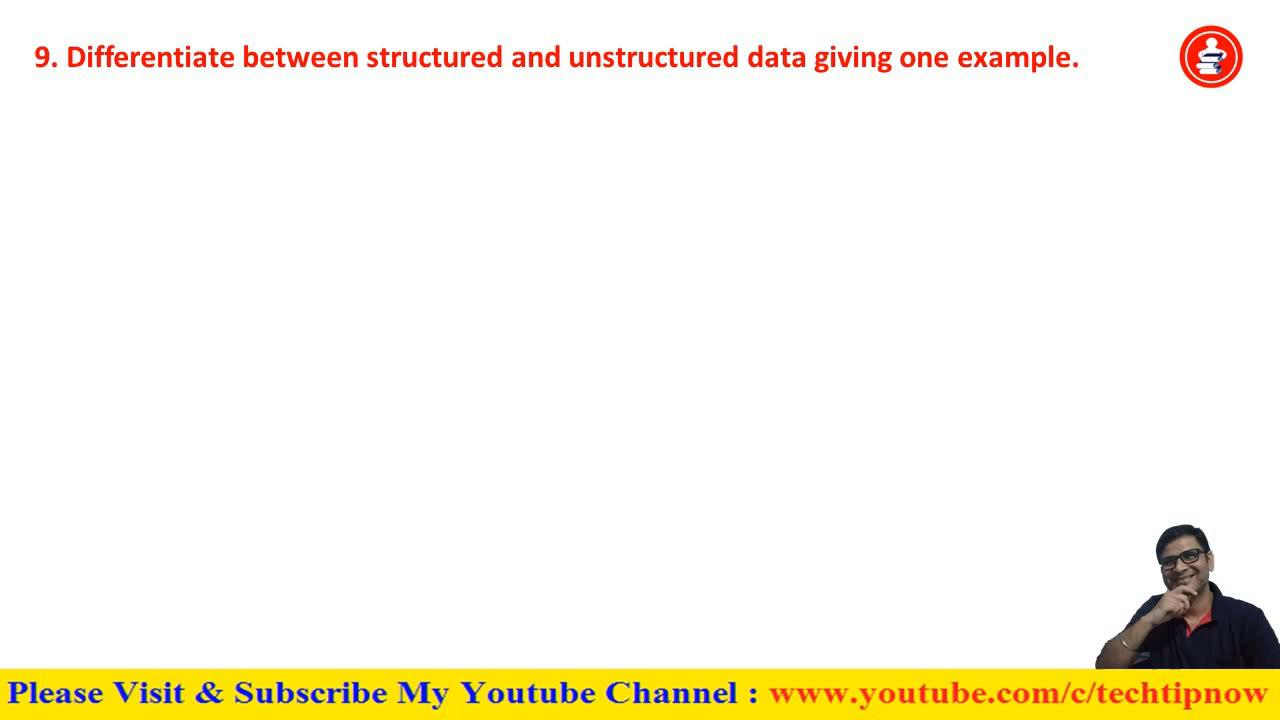 9. Differentiate between structured and unstructured data giving one example.
Please Visit & Subscribe My Youtube Channel : www.youtube.com/c/techtipnow